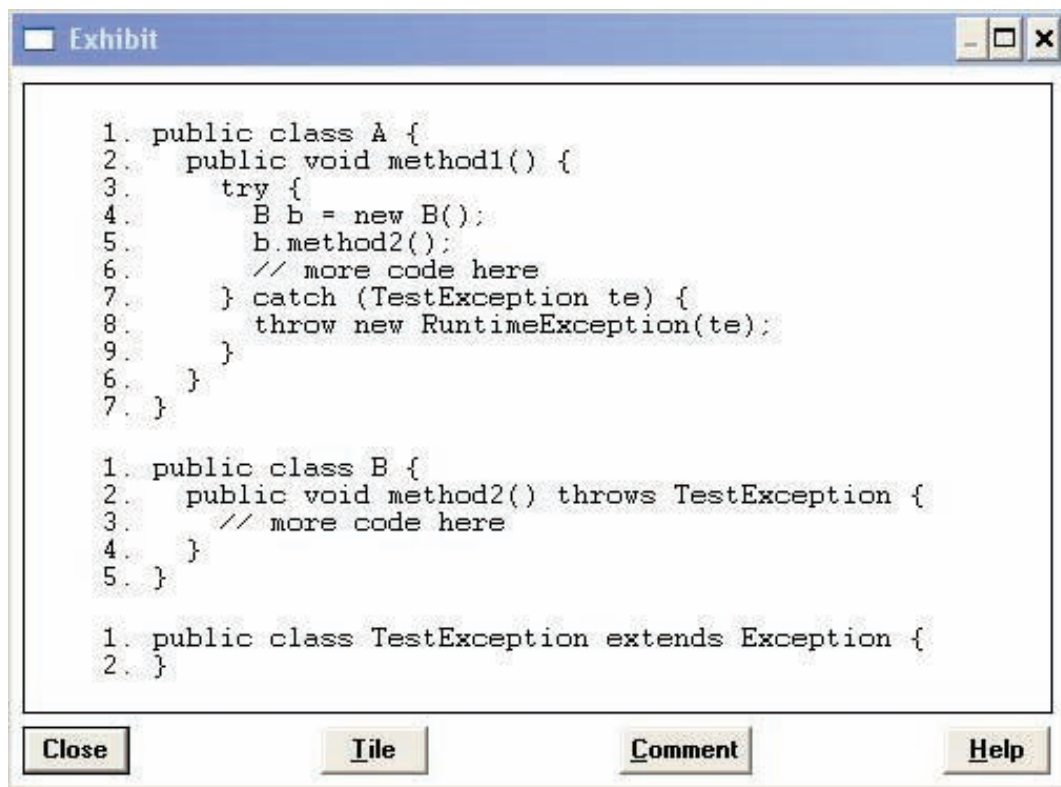 Exhibit
1. public class A {
2. public void method1() {
3. try {
4. B b = new B();
5. b.method2();
6. // more code here
7. } catch (TestException te) {
8. throw new RuntimeException(te);
9. }
6. }
7. }
1. public class B {
2. public void method2() throws TestException {
3. // more code here
4. }
5. }
1. public class TestException extends Exception {
2. }
Close Tile Comment Help